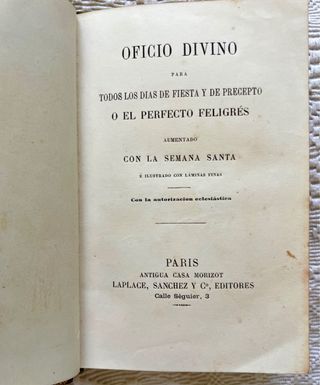 OFICIO DIVINO
PARA
TODOS LOS DIAS DE FIESTA Y DE PRECEPTO
O EL PERFECTO FELIGRÉS
AUMENTADO
CON LA SEMANA SANTA
É ILUSTRADO CON LÁMINAS FINAS
Con la autorizacion eclesiástica
PARIS
ANTIGUA CASA MORIZOT
LAPLACE, SANCHEZ Y Cª, EDITORES
Calle Séguier, 3